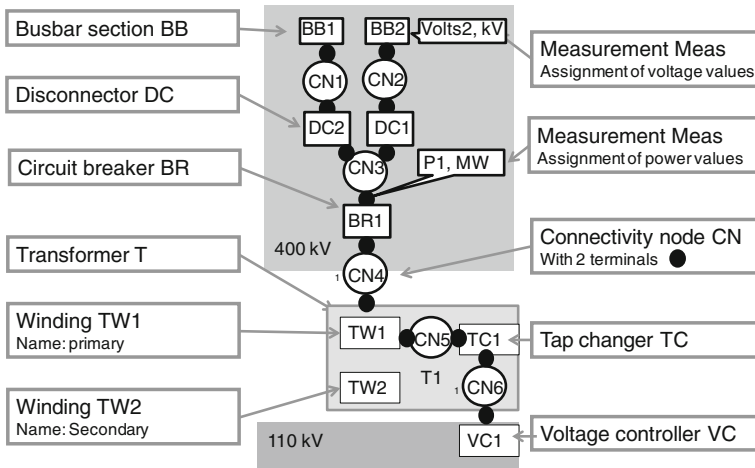 Busbar section BB
Disconnector DC
Circuit breaker BR
Transformer T
Winding TW1
Name: primary
Winding TW2
Name: Secondary
BB1
BB2
Volts2, kV
CN1
CN2
DC2
DC1
CN3
P1, MW
BR1
400 kV
1
CN4
TW1
CN5
TC1
TW2
T1
1
CN6
110 kV
VC1
Measurement Meas
Assignment of voltage values
Measurement Meas
Assignment of power values
Connectivity node CN
With 2 terminals
Tap changer TC
Voltage controller VC